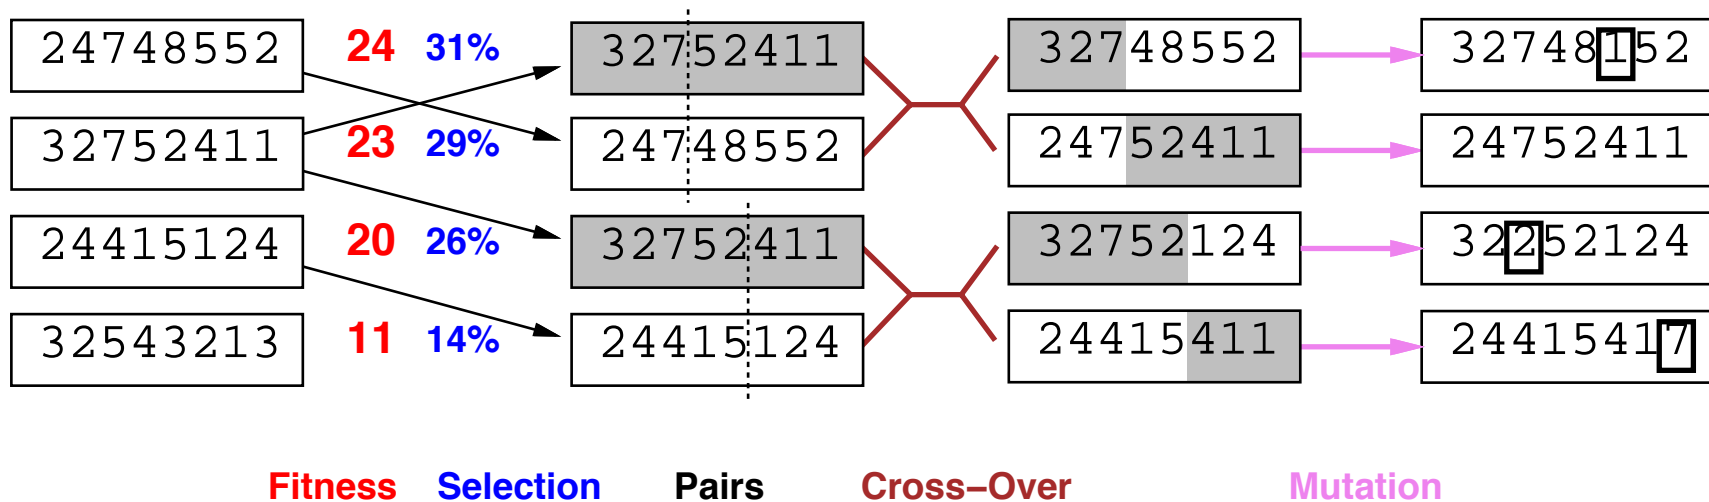 24748552 24 31% 32752411 32748552 32748152
32752411 23 29% 24748552 24752411 24752411
24415124 20 26% 32752411 32752124 32252124
32543213 11 14% 24415124 24415411 24415417
Fitness Selection Pairs Cross–Over Mutation